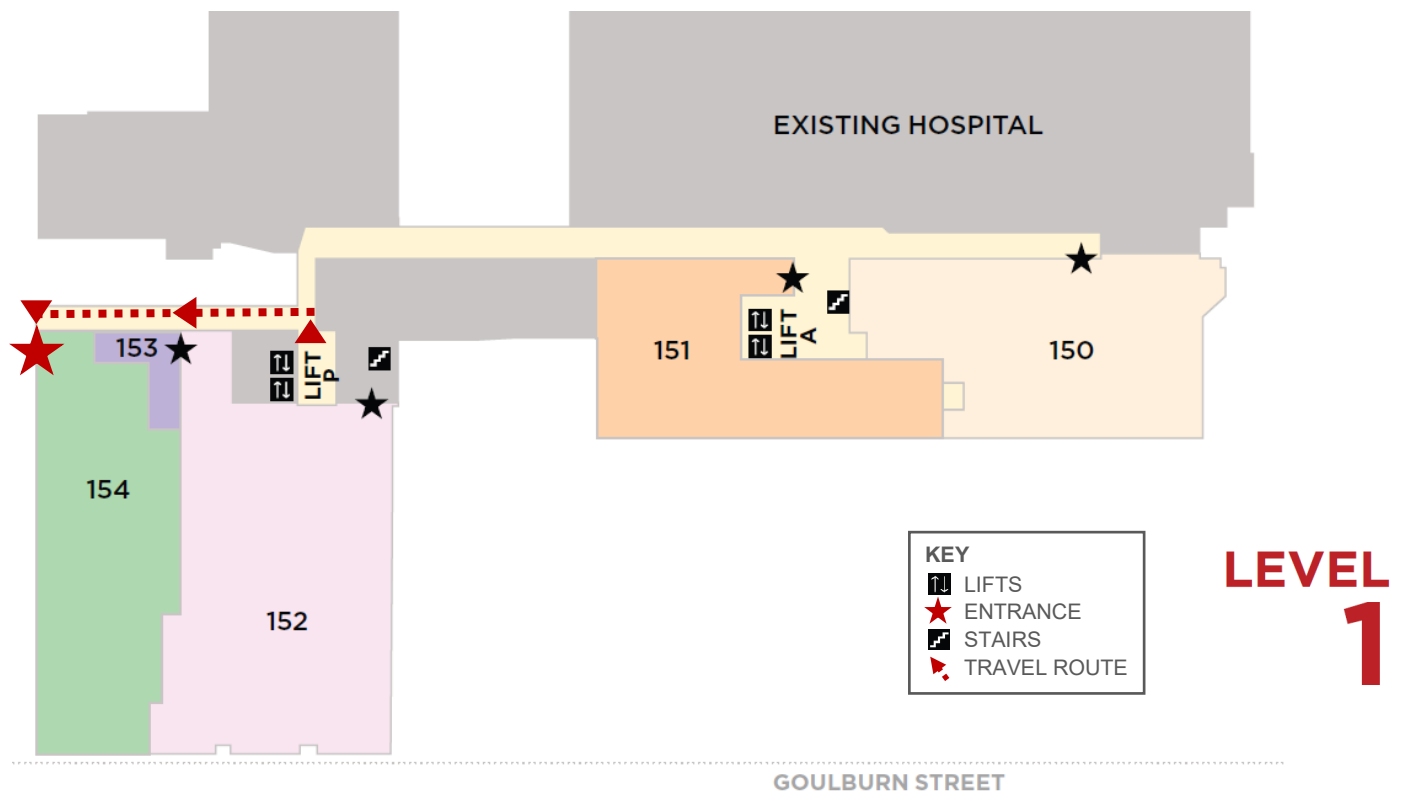 EXISTING HOSPITAL
153
LIFT
P
151
LIFT
A
150
154
152
KEY
LIFTS
ENTRANCE
STAIRS
TRAVEL ROUTE
LEVEL
1
GOULBURN STREET